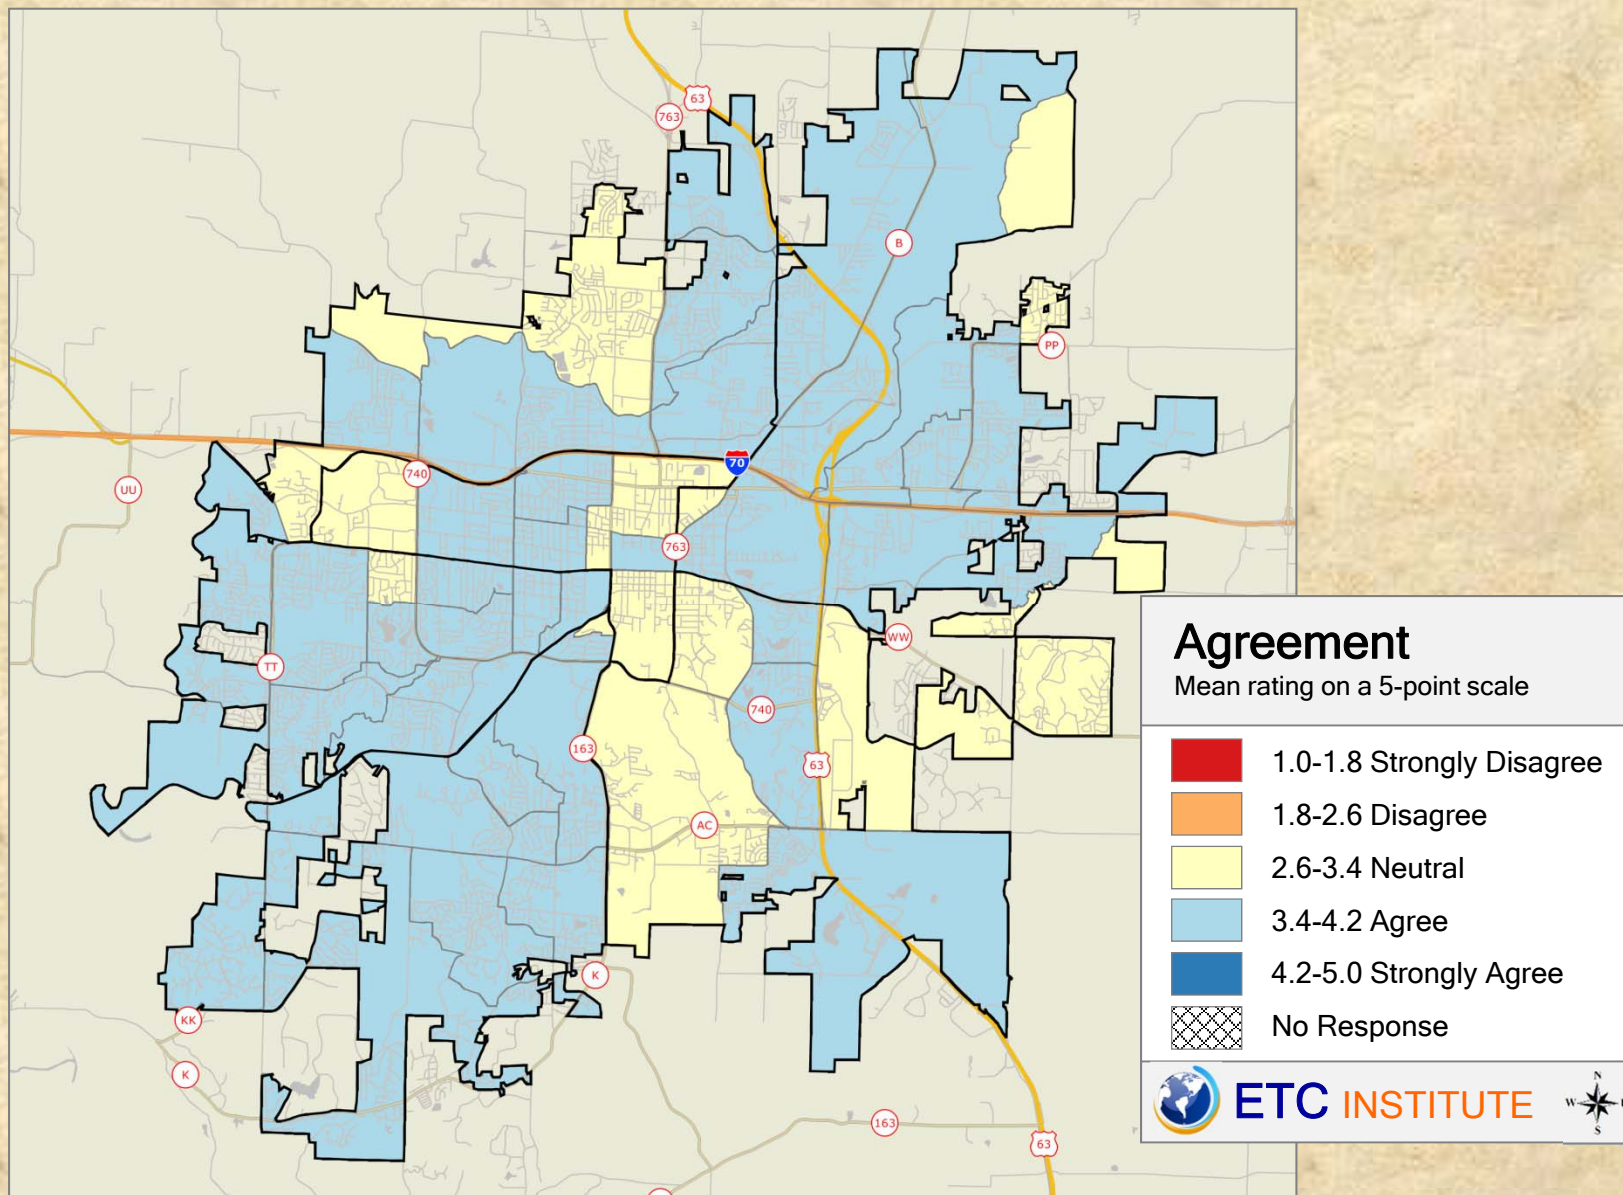 63
763
B
PP
70
740
UU
763
WW
TT
740
163
63
AC
K
KK
K
163
63
Agreement
Mean rating on a 5-point scale
1.0-1.8 Strongly Disagree
1.8-2.6 Disagree
2.6-3.4 Neutral
3.4-4.2 Agree
4.2-5.0 Strongly Agree
No Response
ETC INSTITUTE
N
W
S